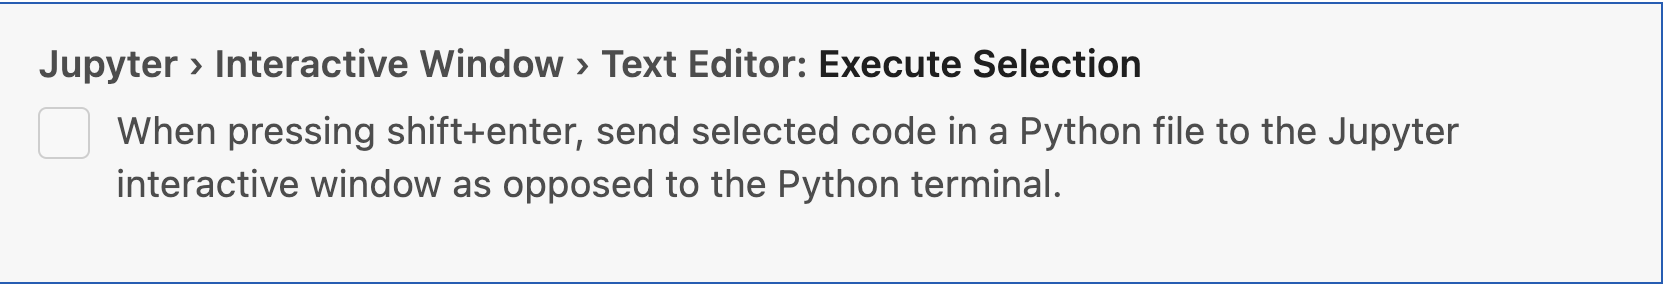 Jupyter › Interactive Window › Text Editor: Execute Selection
When pressing shift+enter, send selected code in a Python file to the Jupyter
interactive window as opposed to the Python terminal.